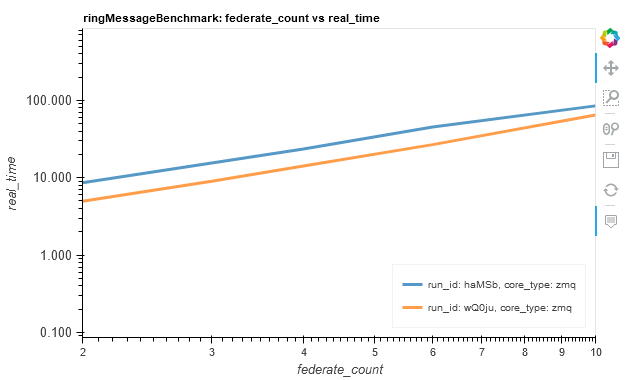 ringMessageBenchmark: federate_count vs real_time
100.000
10.000
1.000
0.100
real_time
run_id: haMSb, core_type: zmq
run_id: wQ0ju, core_type: zmq
2 3 4 5 6 7 8 9 10
federate_count